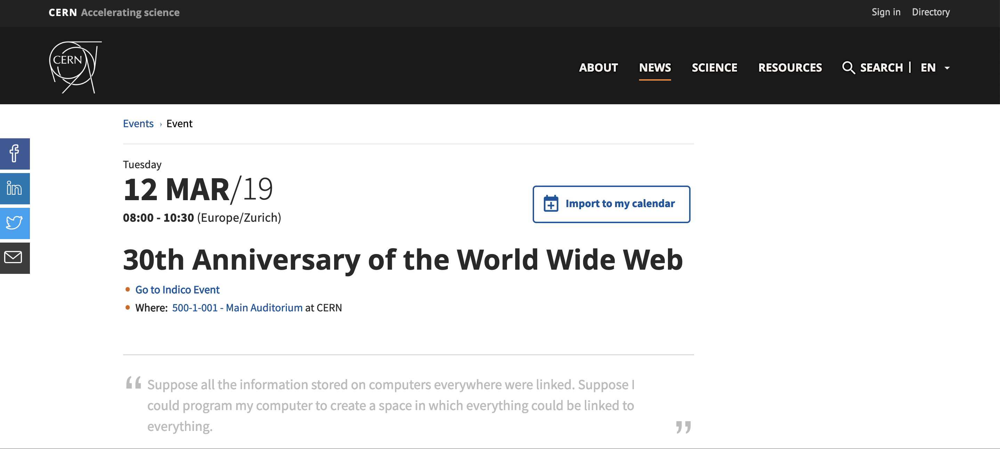 CERN Accelerating science
Sign in Directory
CERN
ABOUT NEWS SCIENCE RESOURCES SEARCH | EN
Events › Event
Tuesday
12 MAR/19
08:00 - 10:30 (Europe/Zurich)
Import to my calendar
30th Anniversary of the World Wide Web
• Go to Indico Event
• Where: 500-1-001 - Main Auditorium at CERN
“ Suppose all the information stored on computers everywhere were linked. Suppose I
could program my computer to create a space in which everything could be linked to
everything. ”